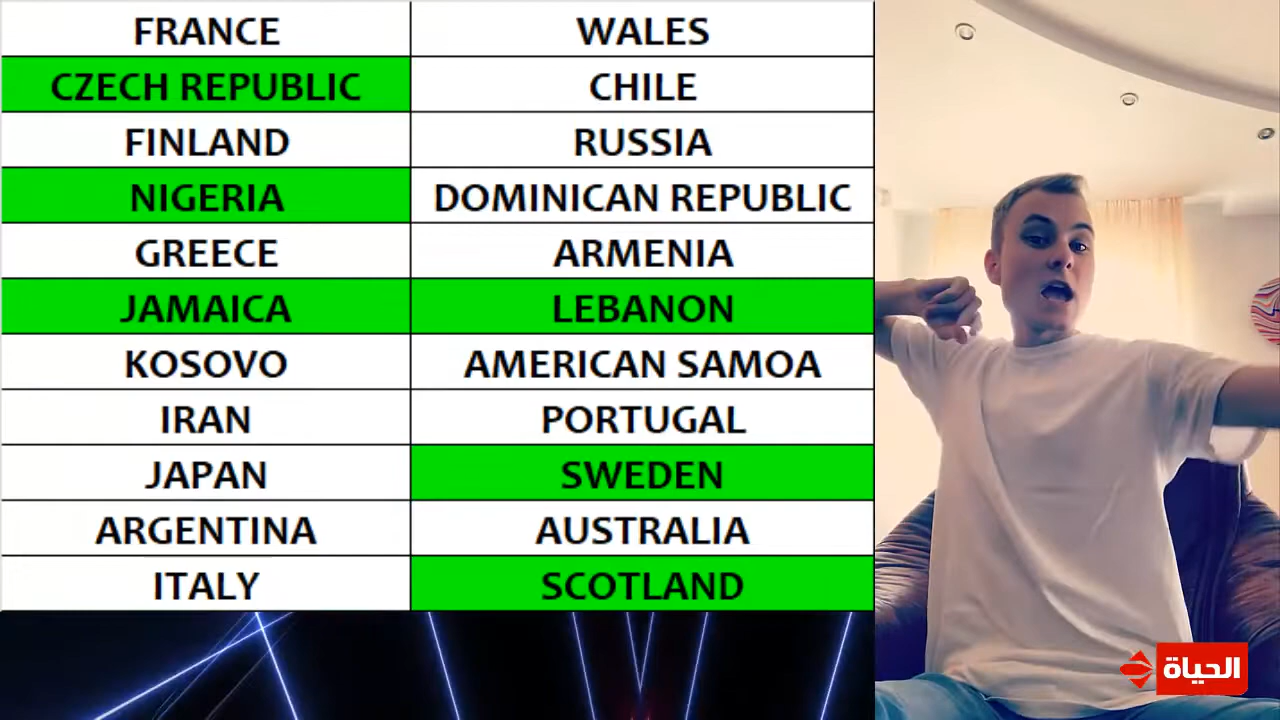 FRANCE WALES
CZECH REPUBLIC CHILE
FINLAND RUSSIA
NIGERIA DOMINICAN REPUBLIC
GREECE ARMENIA
JAMAICA LEBANON
KOSOVO AMERICAN SAMOA
IRAN PORTUGAL
JAPAN SWEDEN
ARGENTINA AUSTRALIA
ITALY SCOTLAND
الحياة